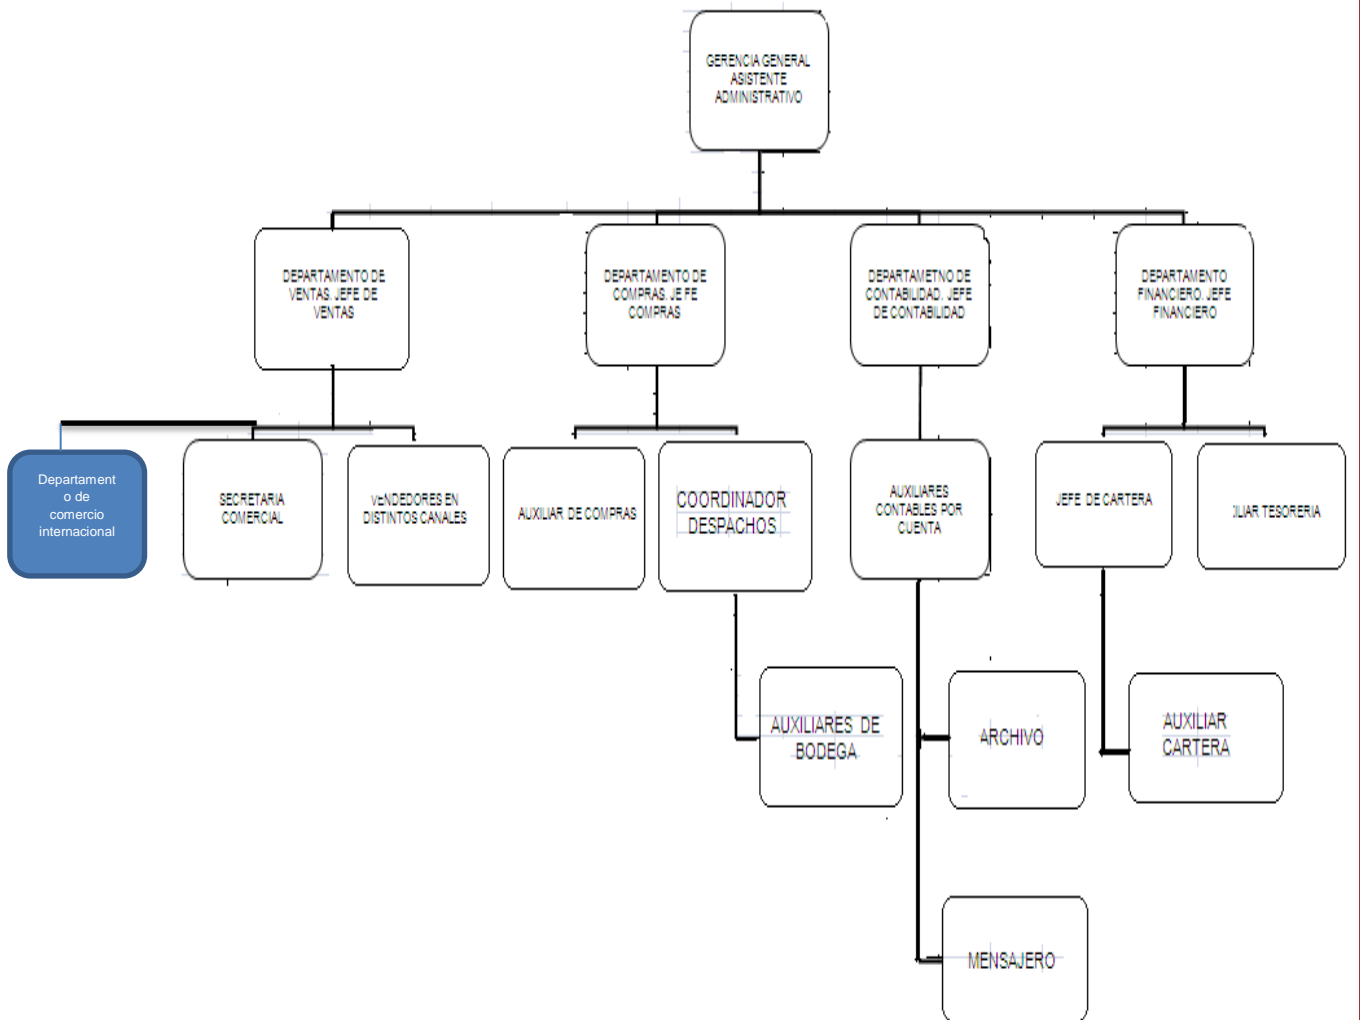 GERENCIA GENERAL
ASISTENTE
ADMINISTRATIVO
DEPARTAMENTO DE
VENTAS. JEFE DE
VENTAS
DEPARTAMENTO DE
COMPRAS. JE FE
COMPRAS
DEPARTAMETNO DE
CONTABILIDAD. JEFE
DE CONTABILIDAD
DEPARTAMENTO
FINANCIERO. JEFE
FINANCIERO
Departament
o de
comercio
internacional
SECRETARIA
COMERCIAL
VENDEDORES EN
DISTINTOS CANALES
AUXILIAR DE COMPRAS
COORDINADOR
DESPACHOS
AUXILIARES
CONTABLES POR
CUENTA
JEFE DE CARTERA
ILIAR TESORERIA
AUXILIARES DE
BODEGA
ARCHIVO
AUXILIAR
CARTERA
MENSAJERO